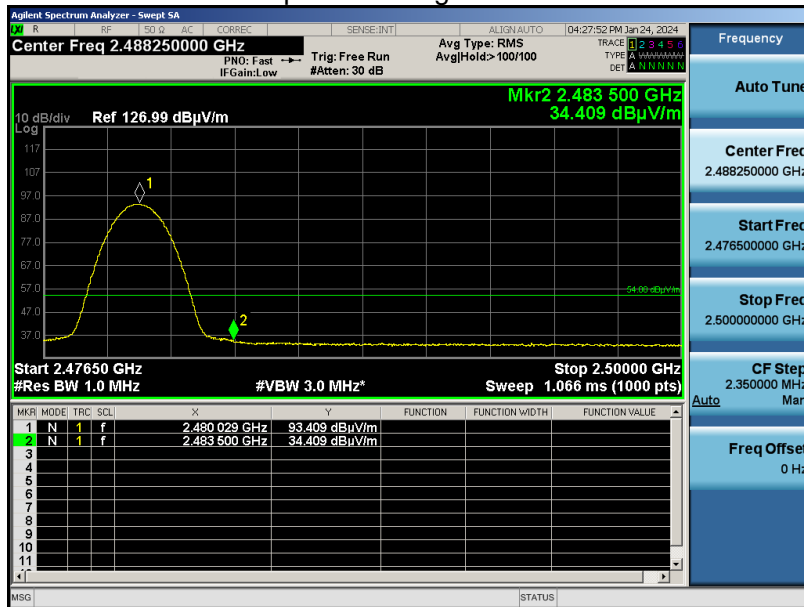 Agilent Spectrum Analyzer - Swept SA
LXI R RF 50 Ω AC CORREC SENSE:INT ALIGN AUTO 04:27:52 PM Jan 24, 2024
Center Freq 2.488250000 GHz
PNO: Fast
IFGain:Low
Trig: Free Run
#Atten: 30 dB
Avg Type: RMS
Avg|Hold:>100/100
TRACE 1 2 3 4 5 6
TYPE A
DET A N N N N N
Mkr2 2.483 500 GHz
34.409 dBµV/m
10 dB/div Ref 126.99 dBµV/m
Log
117
107
97.0
87.0
77.0
67.0
57.0
47.0
37.0
1
2
54.00 dBµV/m
Start 2.47650 GHz Stop 2.50000 GHz
#Res BW 1.0 MHz #VBW 3.0 MHz* Sweep 1.066 ms (1000 pts)
MKR MODE TRC SCL X Y FUNCTION FUNCTION WIDTH FUNCTION VALUE
1 N 1 f 2.480 029 GHz 93.409 dBµV/m
2 N 1 f 2.483 500 GHz 34.409 dBµV/m
3
4
5
6
7
8
9
10
11
MSG STATUS
Frequency
Auto Tune
Center Freq
2.488250000 GHz
Start Freq
2.476500000 GHz
Stop Freq
2.500000000 GHz
CF Step
2.350000 MHz
Auto Man
Freq Offset
0 Hz